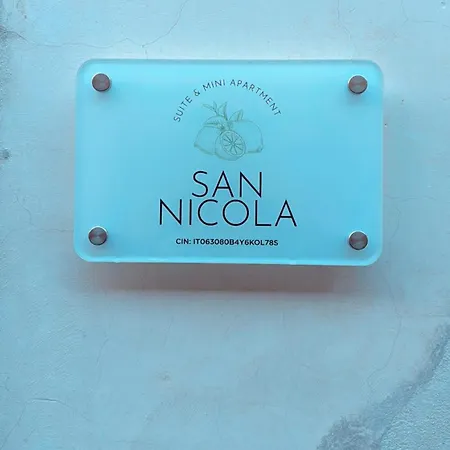 SUITE & MINI APARTMENT
SAN
NICOLA
CIN: IT063080B4Y6KOL78S